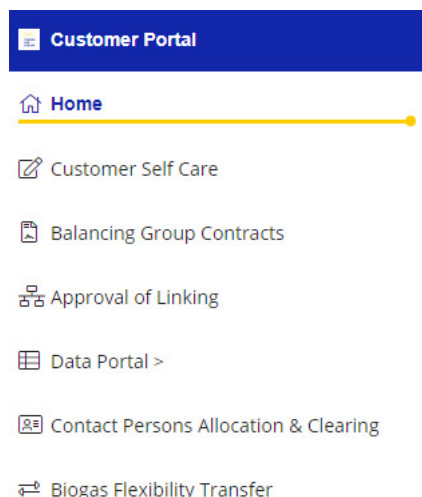 Customer Portal
Home
Customer Self Care
Balancing Group Contracts
Approval of Linking
Data Portal >
Contact Persons Allocation & Clearing
Biogas Flexibility Transfer